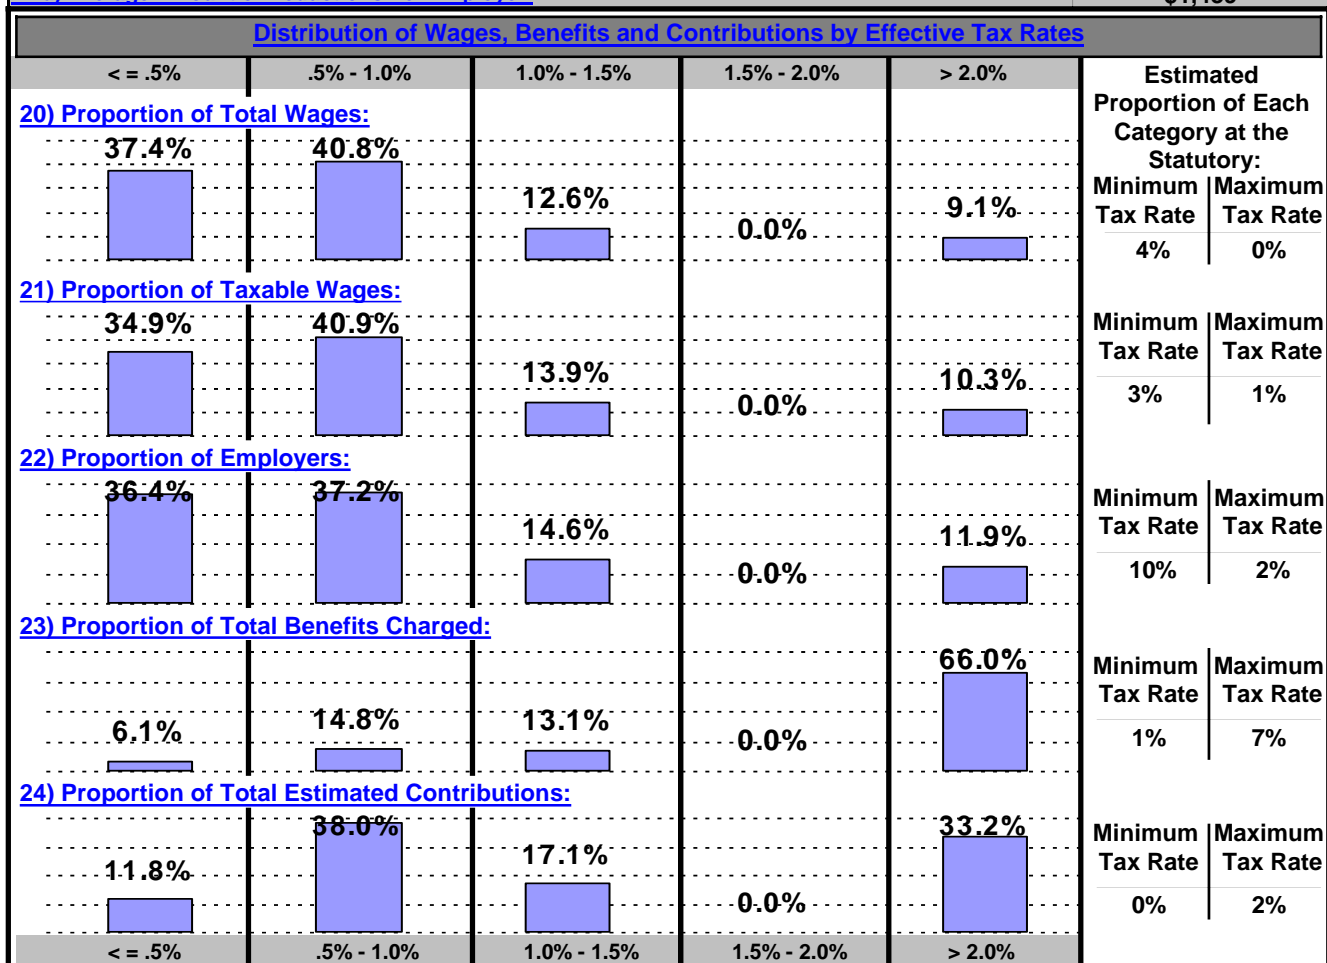 $1,489
Distribution of Wages, Benefits and Contributions by Effective Tax Rates
< = .5% .5% - 1.0% 1.0% - 1.5% 1.5% - 2.0% > 2.0%
Estimated
Proportion of Each
Category at the
Statutory:
20) Proportion of Total Wages:
37.4% 40.8% 12.6% 0.0% 9.1%
Minimum Maximum
Tax Rate Tax Rate
4% 0%
21) Proportion of Taxable Wages:
34.9% 40.9% 13.9% 0.0% 10.3%
Minimum Maximum
Tax Rate Tax Rate
3% 1%
22) Proportion of Employers:
36.4% 37.2% 14.6% 0.0% 11.9%
Minimum Maximum
Tax Rate Tax Rate
10% 2%
23) Proportion of Total Benefits Charged:
6.1% 14.8% 13.1% 0.0% 66.0%
Minimum Maximum
Tax Rate Tax Rate
1% 7%
24) Proportion of Total Estimated Contributions:
11.8% 38.0% 17.1% 0.0% 33.2%
Minimum Maximum
Tax Rate Tax Rate
0% 2%
< = .5% .5% - 1.0% 1.0% - 1.5% 1.5% - 2.0% > 2.0%